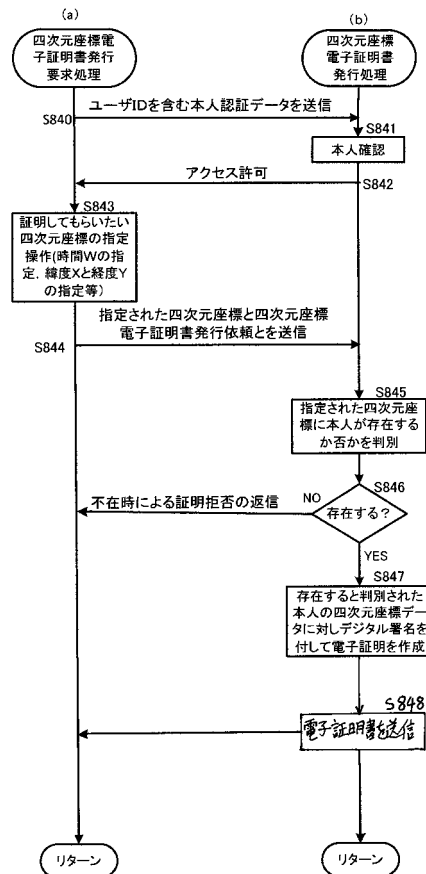 (a)
(b)
四次元座標電
子証明書発行
要求処理
四次元座標
電子証明書
発行処理
ユーザIDを含む本人認証データを送信
S840
S841
本人確認
アクセス許可
S842
S843
証明してもらいたい
四次元座標の指定
操作(時間Wの指
定，緯度Xと経度Y
の指定等)
指定された四次元座標と四次元座標
電子証明書発行依頼とを送信
S844
S845
指定された四次元座
標に本人が存在する
か否かを判別
S846
不在時による証明拒否の返信
NO
存在する？
YES
S847
存在すると判別された
本人の四次元座標デー
タに対しデジタル署名を
付して電子証明を作成
S848
電子証明書を送信
リターン
リターン